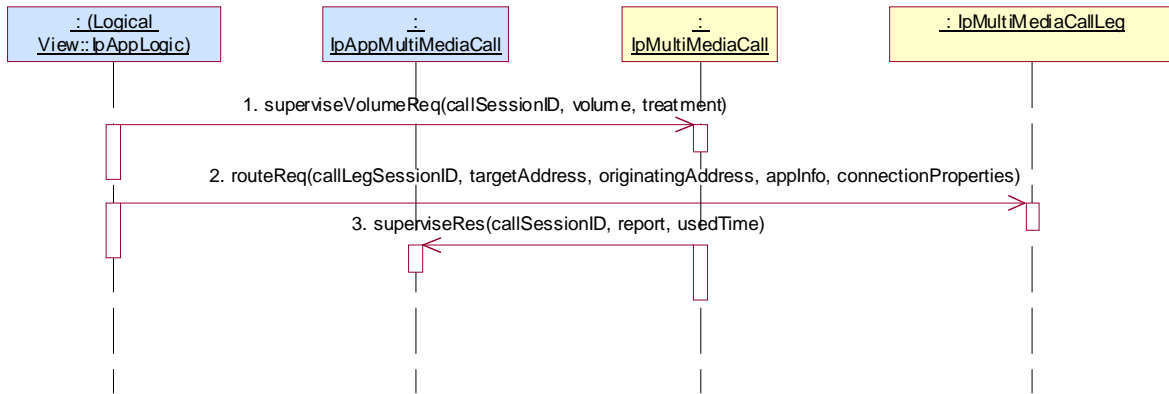 : (Logical
View::IpAppLogic)
:
IpAppMultiMediaCall
:
IpMultiMediaCall
: IpMultiMediaCallLeg
1. superviseVolumeReq(callSessionID, volume, treatment)
2. routeReq(callLegSessionID, targetAddress, originatingAddress, appInfo, connectionProperties)
3. superviseRes(callSessionID, report, usedTime)